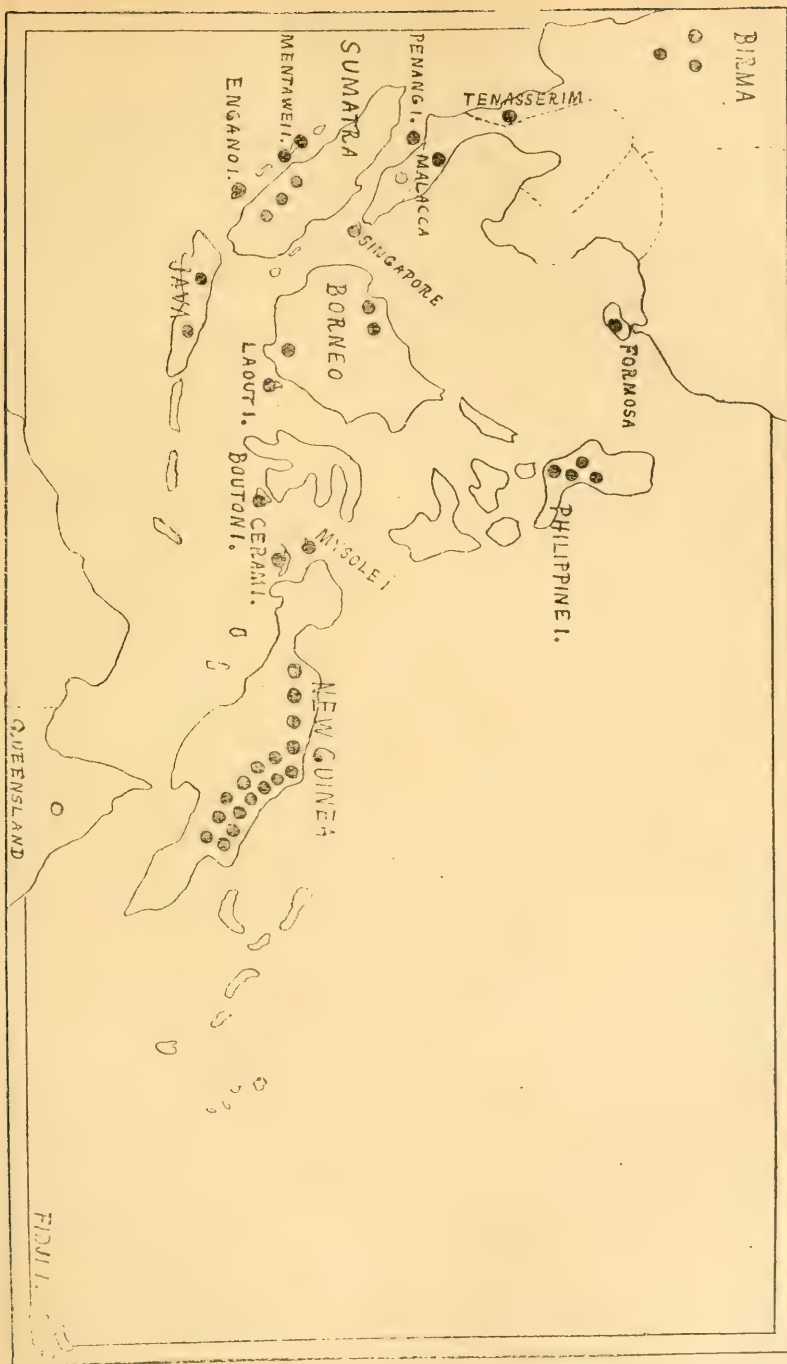 BIRMA
TENASSERIM.
PENANG I.
MALACCA
SUMATRA
MENTAWEI I.
ENGANO I.
SINGAPORE
JAVA
BORNEO
LAOUT I.
FORMOSA
PHILIPPINE I.
BOUTON I.
CERAM I.
MYSOLE I
NEW GUINEA
QUEENSLAND
FIDJI I.